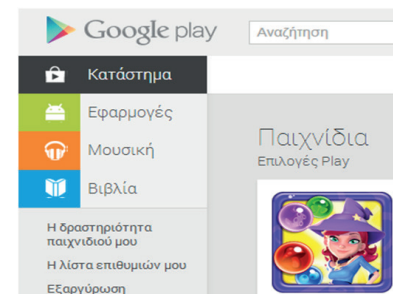 Google play
Αναζήτηση
Κατάστημα
Εφαρμογές
Μουσική
Βιβλία
Η δραστηριότητα
παιχνιδιού μου
Η λίστα επιθυμιών μου
Εξαργύρωση
Παιχνίδια
Επιλογές Play